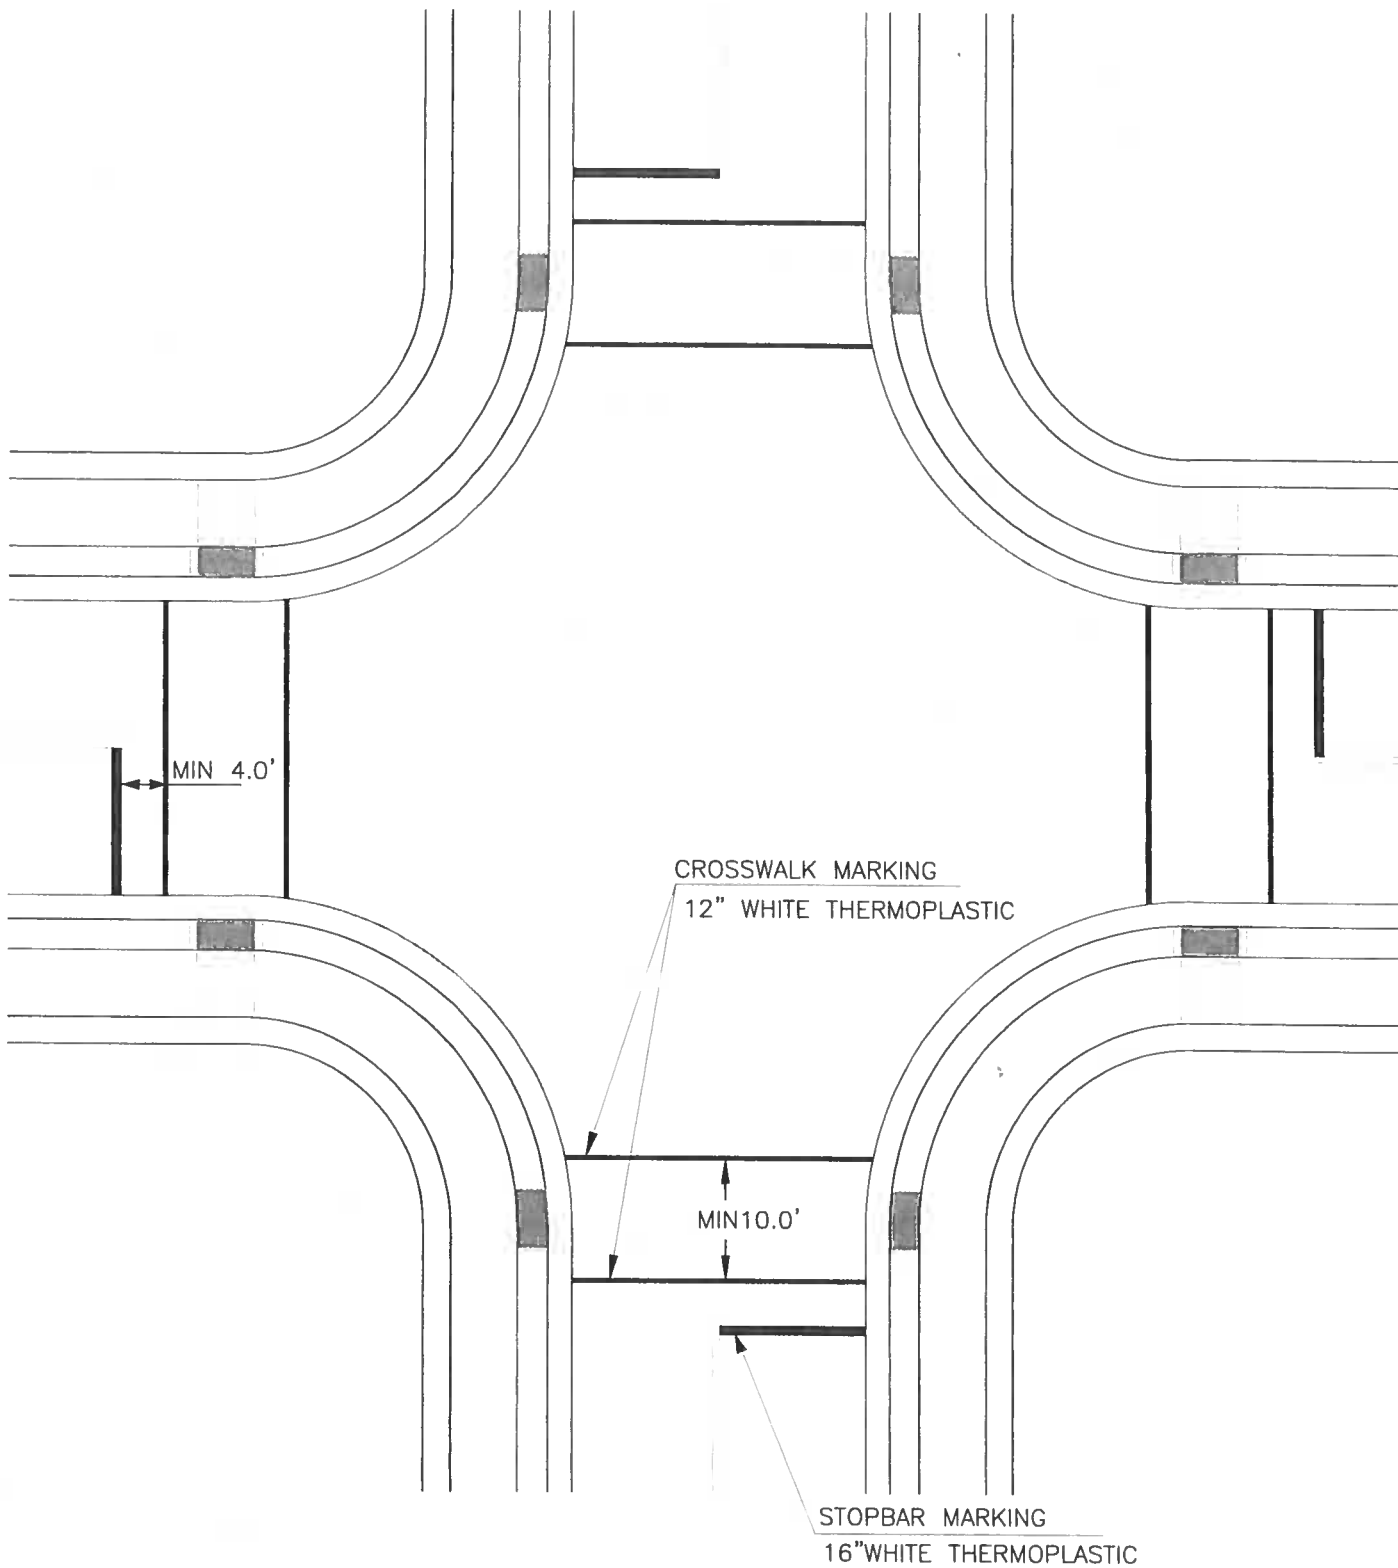 MIN 4.0'
CROSSWALK MARKING
12" WHITE THERMOPLASTIC
MIN10.0'
STOPBAR MARKING
16"WHITE THERMOPLASTIC